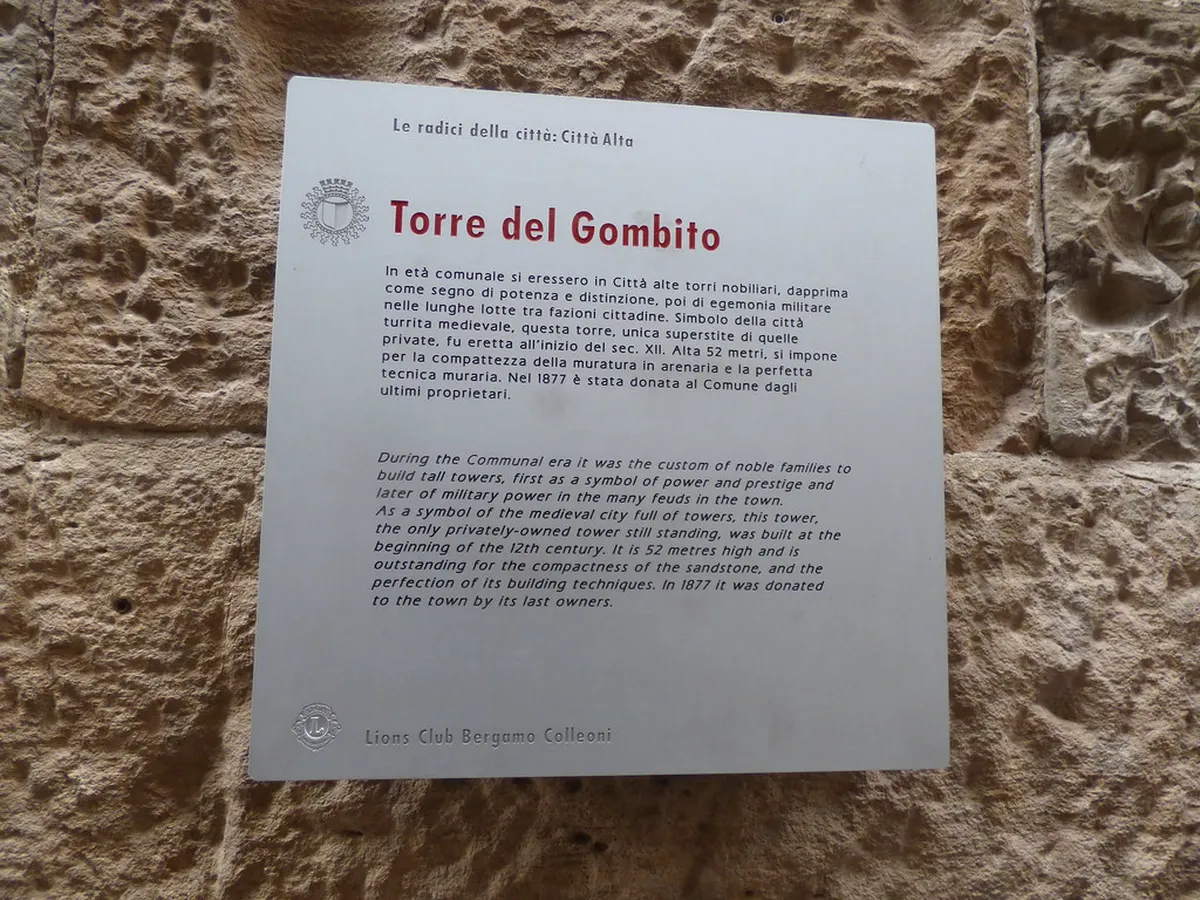 Le radici della città: Città Alta
Torre del Gombito
In età comunale si eressero in Città alte torri nobiliari, dapprima
come segno di potenza e distinzione, poi di egemonia militare
nelle lunghe lotte tra fazioni cittadine. Simbolo della città
turrita medievale, questa torre, unica superstite di quelle
private, fu eretta all'inizio del sec. XII. Alta 52 metri, si impone
per la compattezza della muratura in arenaria e la perfetta
tecnica muraria. Nel 1877 è stata donata al Comune dagli
ultimi proprietari.
During the Communal era it was the custom of noble families to
build tall towers, first as a symbol of power and prestige and
later of military power in the many feuds in the town.
As a symbol of the medieval city full of towers, this tower,
the only privately-owned tower still standing, was built at the
beginning of the 12th century. It is 52 metres high and is
outstanding for the compactness of the sandstone, and the
perfection of its building techniques. In 1877 it was donated
to the town by its last owners.
Lions Club Bergamo Colleoni